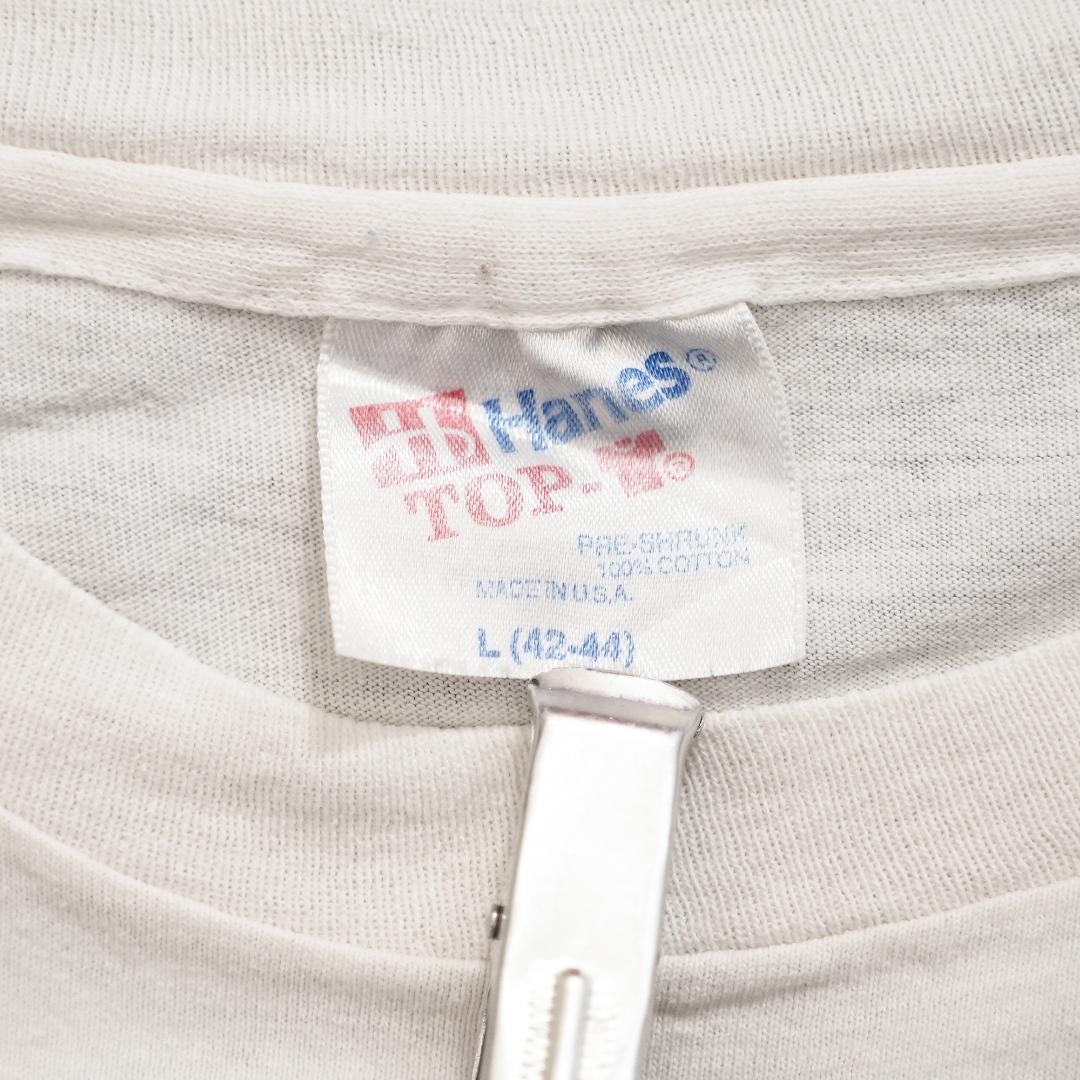 Hanes®
TOP-T®
PRE-SHRUNK
100% COTTON
MADE IN U.S.A.
L (42-44)